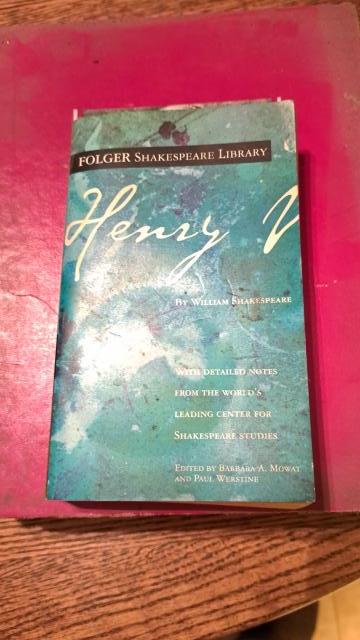 FOLGER SHAKESPEARE LIBRARY
Henry V
BY WILLIAM SHAKESPEARE
WITH DETAILED NOTES
FROM THE WORLD'S
LEADING CENTER FOR
SHAKESPEARE STUDIES
EDITED BY BARBARA A. MOWAT
AND PAUL WERSTINE